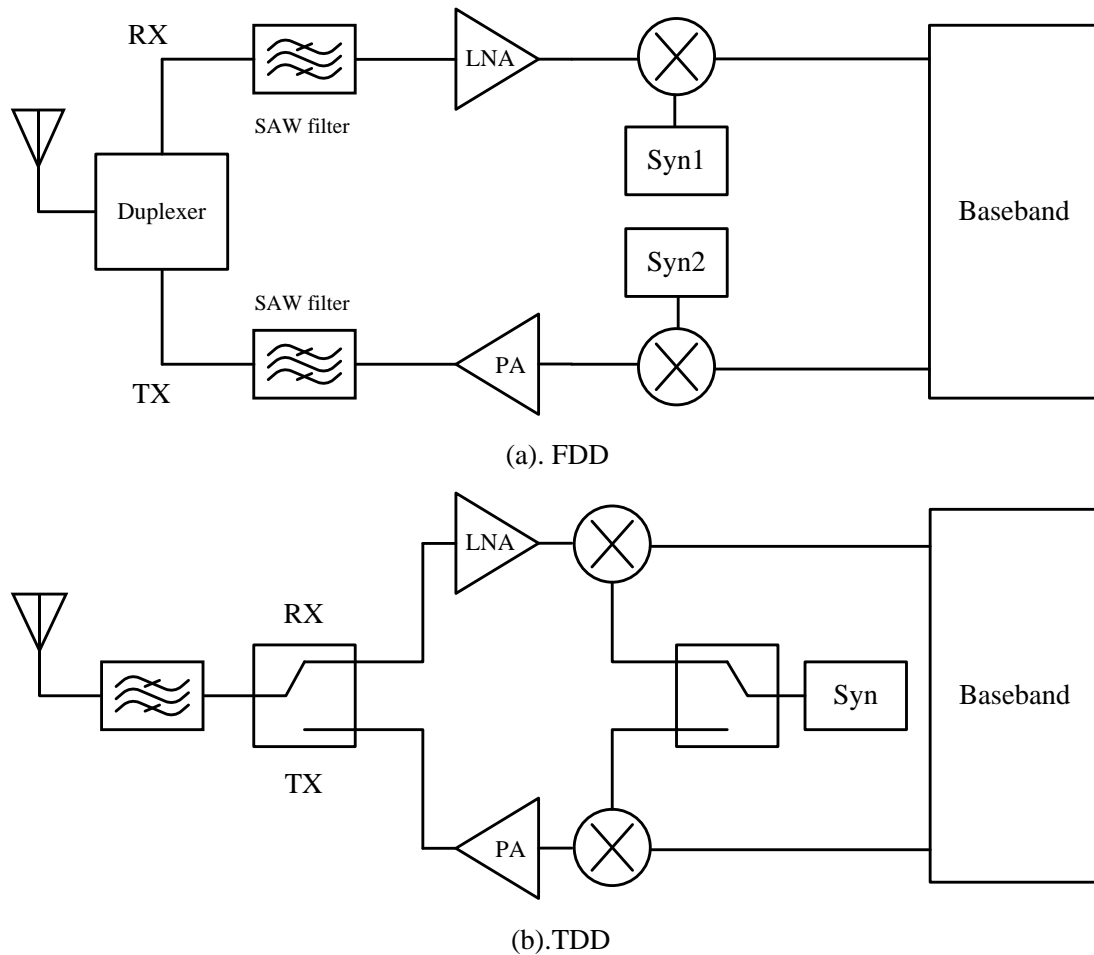 RX
LNA
SAW filter
Syn1
Duplexer
Baseband
Syn2
SAW filter
PA
TX
(a). FDD
LNA
RX
Syn
Baseband
TX
PA
(b).TDD